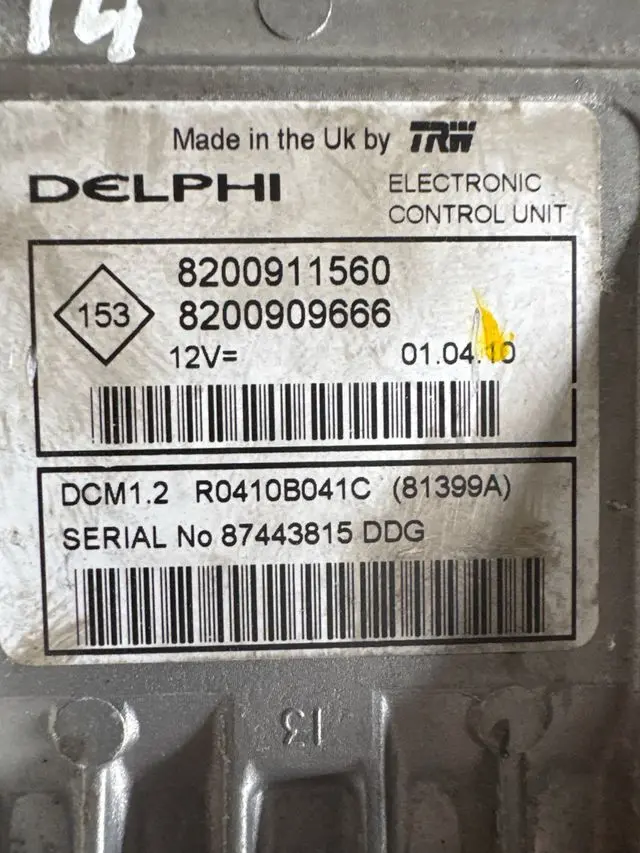 14
Made in the Uk by TRW
DELPHI
ELECTRONIC
CONTROL UNIT
153
8200911560
8200909666
12V=
01.04.10
DCM1.2 R0410B041C (81399A)
SERIAL No 87443815 DDG
13